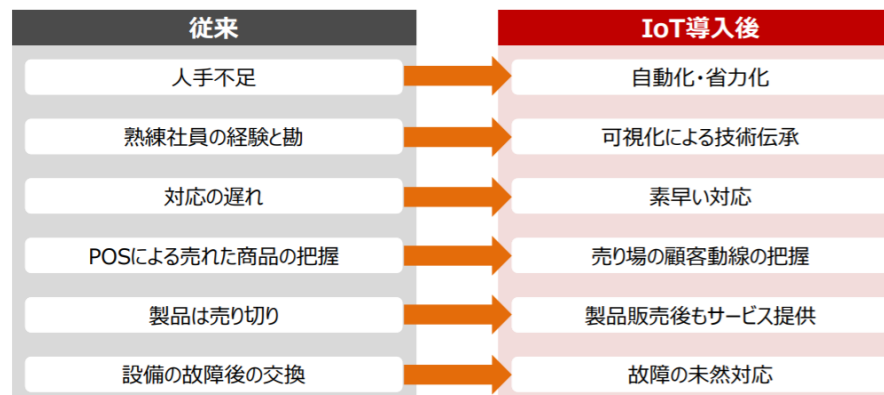 従来
IoT導入後
人手不足
自動化・省力化
熟練社員の経験と勘
可視化による技術伝承
対応の遅れ
素早い対応
POSによる売れた商品の把握
売り場の顧客動線の把握
製品は売り切り
製品販売後もサービス提供
設備の故障後の交換
故障の未然対応